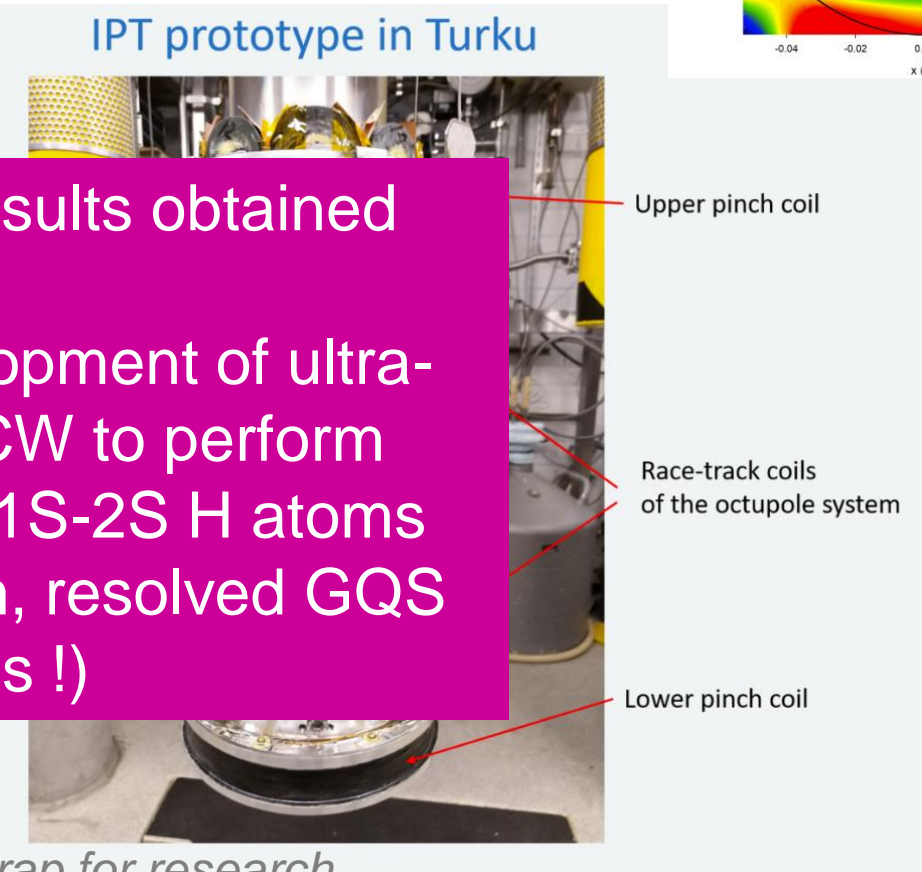 IPT prototype in Turku
-0.04
-0.02
0.
x (
sults obtained
Upper pinch coil
opment of ultra-
CW to perform
1S-2S H atoms
Race-track coils
of the octupole system
n, resolved GQS
s !)
Lower pinch coil
rap for research